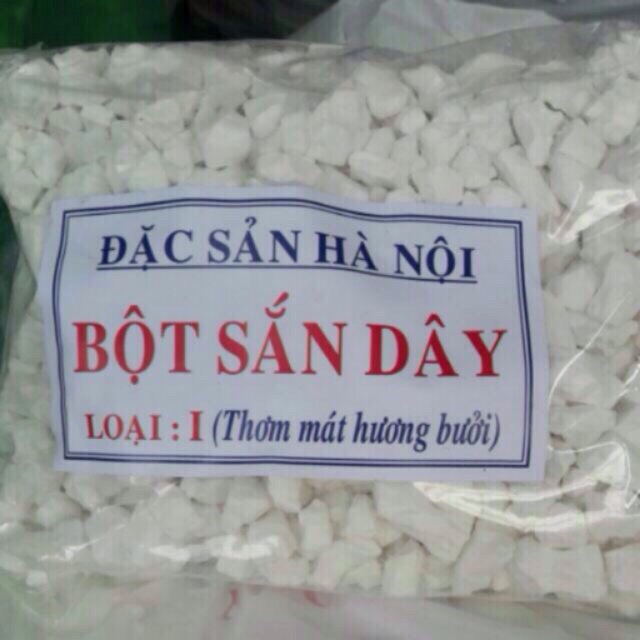 ĐẶC SẢN HÀ NỘI
BỘT SẮN DÂY
LOẠI : I (Thơm mát hương bưởi)